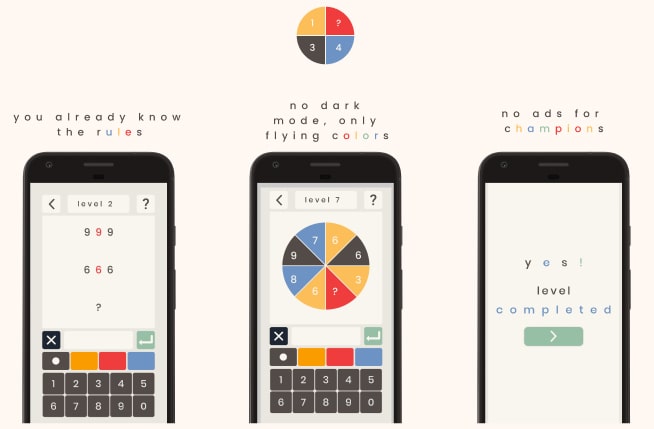 1 ?
3 4
you already know
the rules
no dark
mode, only
flying colors
no ads for
champions
level 2 ?
9 9 9
6 6 6
?
1 2 3 4 5
6 7 8 9 0
level 7 ?
7 6
9 6
8 3
6 ?
1 2 3 4 5
6 7 8 9 0
yes!
level
completed